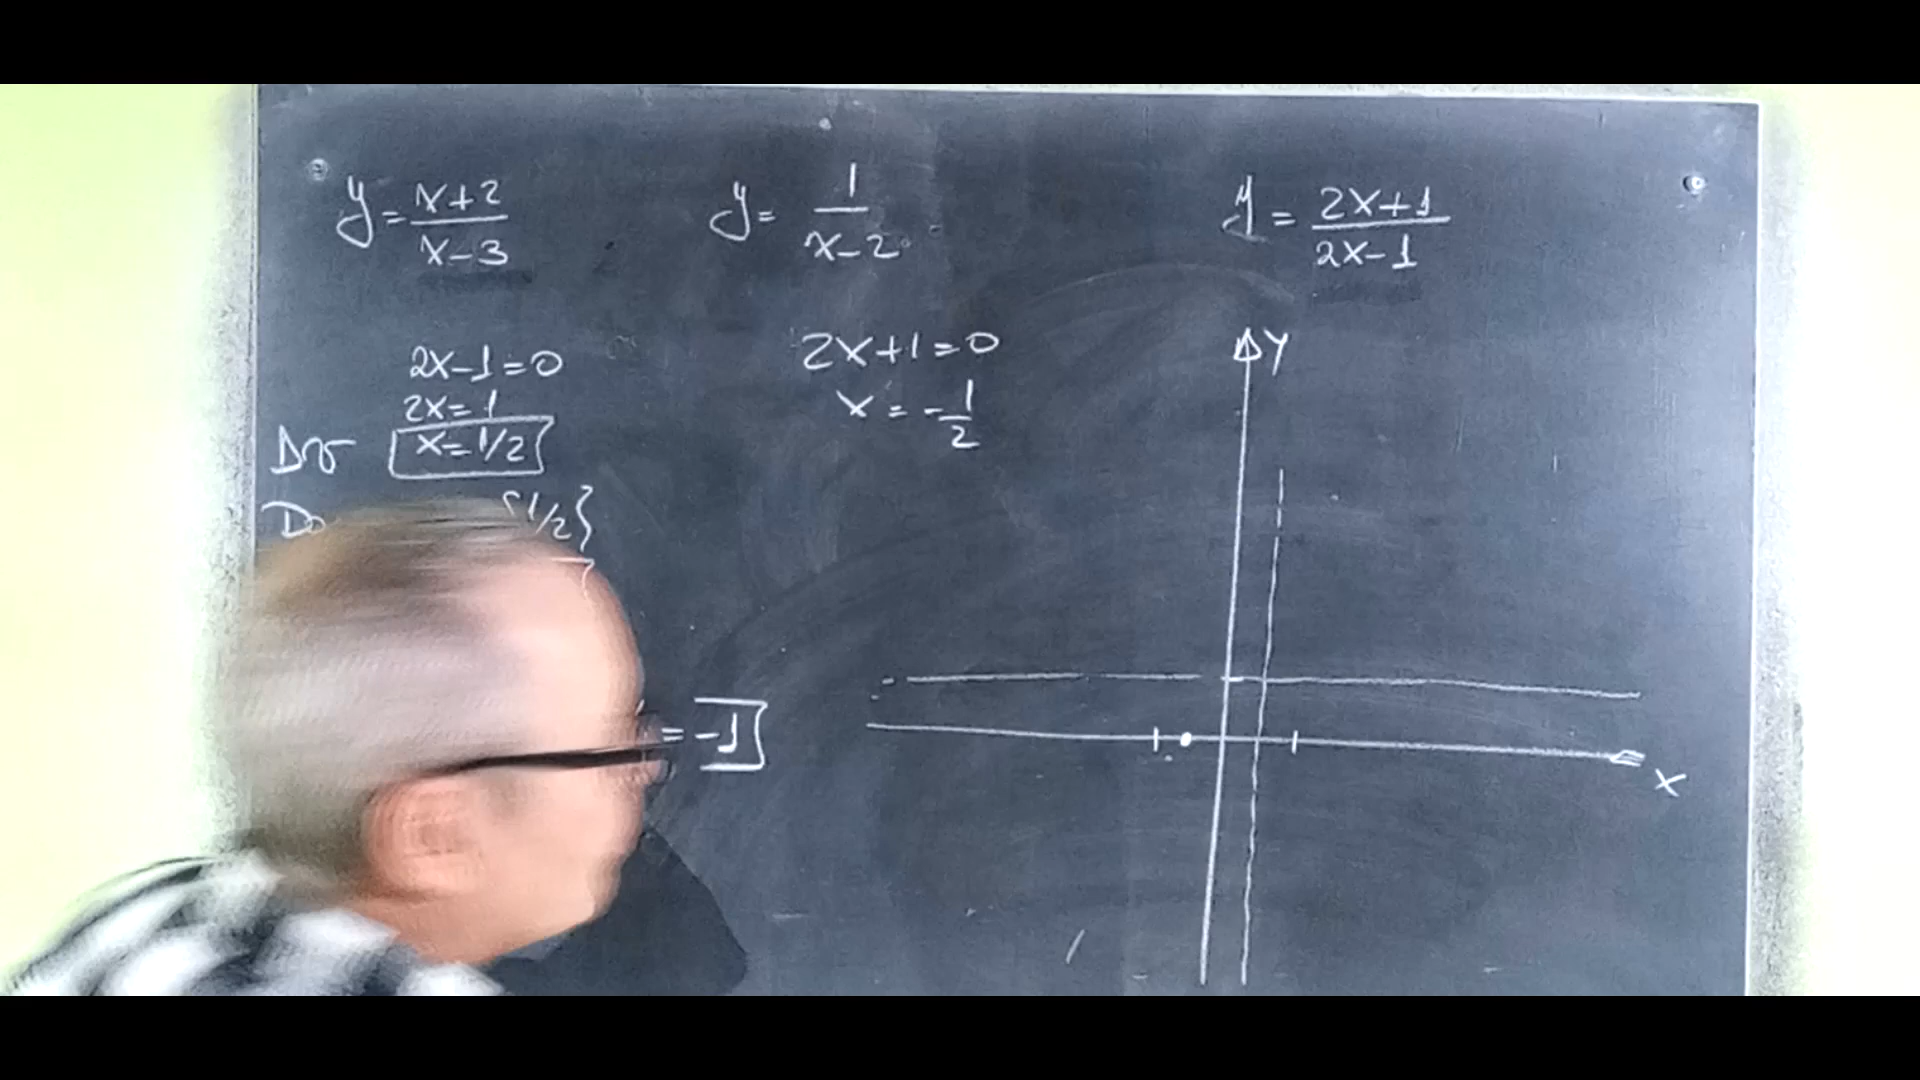 y = x+2 / x-3
y = 1 / x-2
y = 2x+1 / 2x-1
2x-1=0
2x=1
x=1/2
2x+1=0
x = -1/2
{1/2}
= -1
Y
X